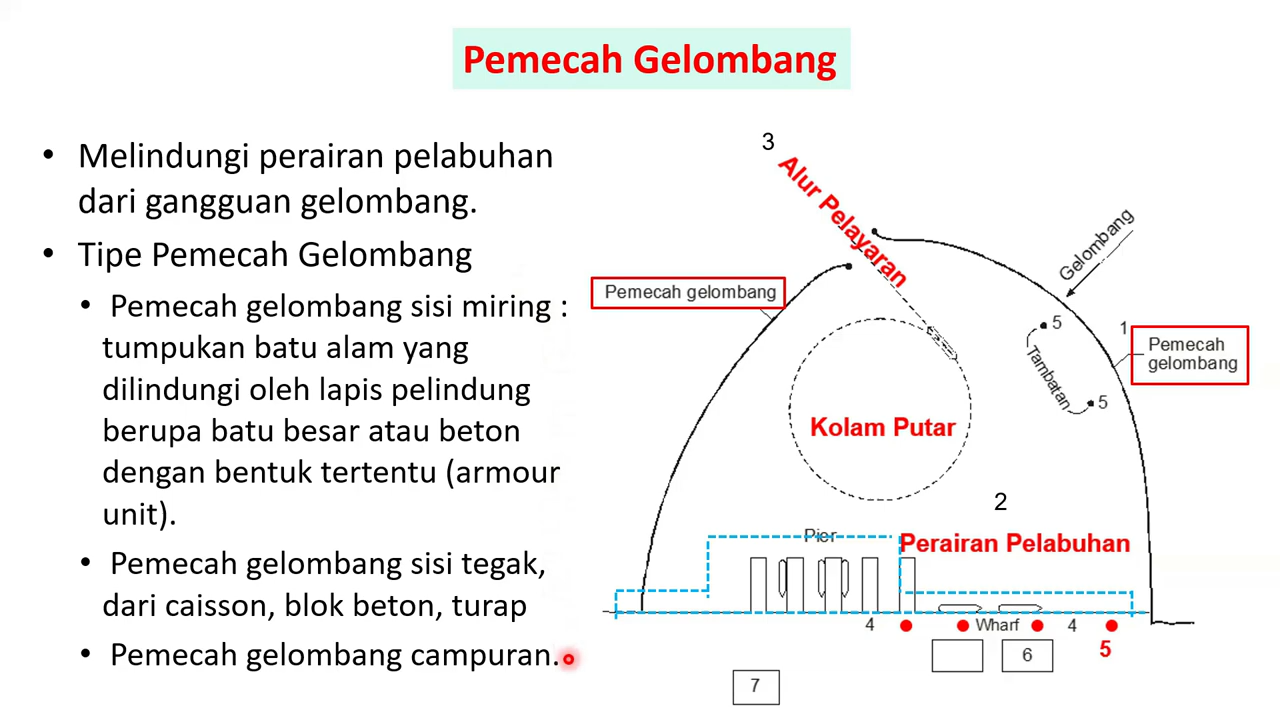 Pemecah Gelombang
• Melindungi perairan pelabuhan
dari gangguan gelombang.
• Tipe Pemecah Gelombang
• Pemecah gelombang sisi miring :
tumpukan batu alam yang
dilindungi oleh lapis pelindung
berupa batu besar atau beton
dengan bentuk tertentu (armour
unit).
• Pemecah gelombang sisi tegak,
dari caisson, blok beton, turap
• Pemecah gelombang campuran.
3
Alur Pelayaran
Gelombang
Pemecah gelombang
5
1
Pemecah
gelombang
Tambatan
5
Kolam Putar
2
Pier
Perairan Pelabuhan
4
Wharf
4
5
6
7